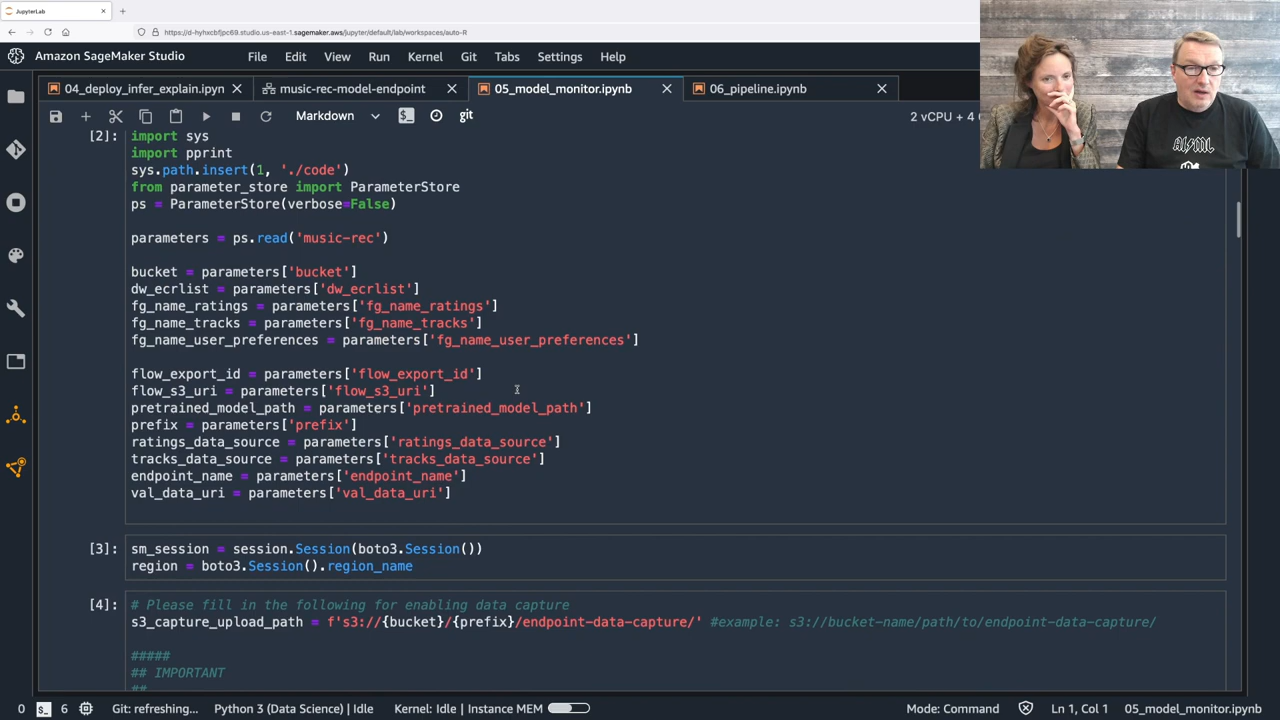 JupyterLab
https://d-hyhxcbfjpc69.studio.us-east-1.sagemaker.aws/jupyter/default/lab/workspaces/auto-R
Amazon SageMaker Studio File Edit View Run Kernel Git Tabs Settings Help
04_deploy_infer_explain.ipyn music-rec-model-endpoint 05_model_monitor.ipynb 06_pipeline.ipynb
Markdown git 2 vCPU + 4
[2]: import sys
import pprint
sys.path.insert(1, './code')
from parameter_store import ParameterStore
ps = ParameterStore(verbose=False)
parameters = ps.read('music-rec')
bucket = parameters['bucket']
dw_ecrlist = parameters['dw_ecrlist']
fg_name_ratings = parameters['fg_name_ratings']
fg_name_tracks = parameters['fg_name_tracks']
fg_name_user_preferences = parameters['fg_name_user_preferences']
flow_export_id = parameters['flow_export_id']
flow_s3_uri = parameters['flow_s3_uri']
pretrained_model_path = parameters['pretrained_model_path']
prefix = parameters['prefix']
ratings_data_source = parameters['ratings_data_source']
tracks_data_source = parameters['tracks_data_source']
endpoint_name = parameters['endpoint_name']
val_data_uri = parameters['val_data_uri']
[3]: sm_session = session.Session(boto3.Session())
region = boto3.Session().region_name
[4]: # Please fill in the following for enabling data capture
s3_capture_upload_path = f's3://{bucket}/{prefix}/endpoint-data-capture/' #example: s3://bucket-name/path/to/endpoint-data-capture/
#####
## IMPORTANT
##
0 6 Git: refreshing... Python 3 (Data Science) | Idle Kernel: Idle | Instance MEM Mode: Command Ln 1, Col 1 05_model_monitor.ipynb
AI/ML